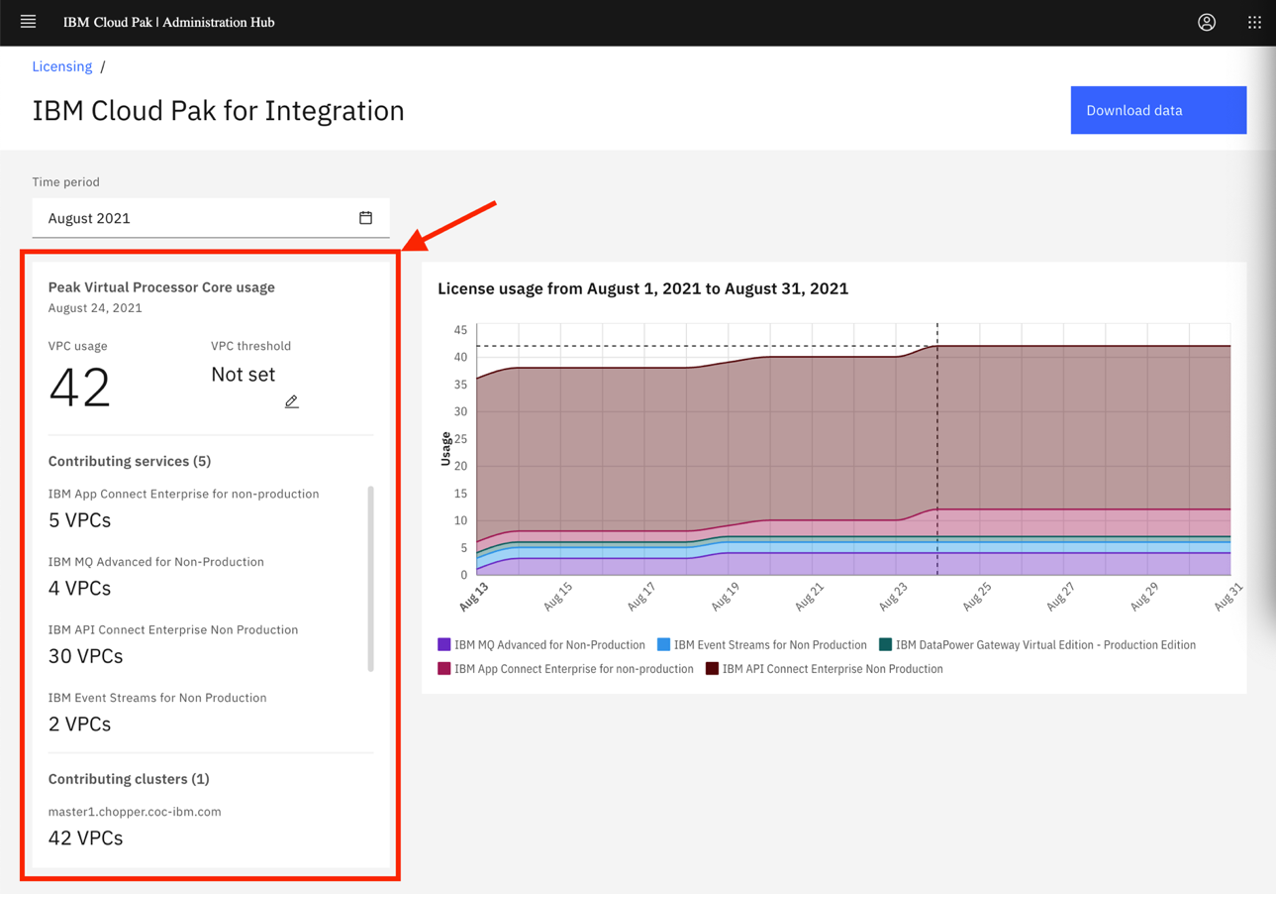 IBM Cloud Pak | Administration Hub
Licensing /
IBM Cloud Pak for Integration
Download data
Time period
August 2021
Peak Virtual Processor Core usage
August 24, 2021
VPC usage
VPC threshold
42
Not set
Contributing services (5)
IBM App Connect Enterprise for non-production
5 VPCs
IBM MQ Advanced for Non-Production
4 VPCs
IBM API Connect Enterprise Non Production
30 VPCs
IBM Event Streams for Non Production
2 VPCs
Contributing clusters (1)
master1.chopper.coc-ibm.com
42 VPCs
License usage from August 1, 2021 to August 31, 2021
Usage
45
40
35
30
25
20
15
10
5
0
Aug 13
Aug 15
Aug 17
Aug 19
Aug 21
Aug 23
Aug 25
Aug 27
Aug 29
Aug 31
IBM MQ Advanced for Non-Production IBM Event Streams for Non Production IBM DataPower Gateway Virtual Edition - Production Edition
IBM App Connect Enterprise for non-production IBM API Connect Enterprise Non Production